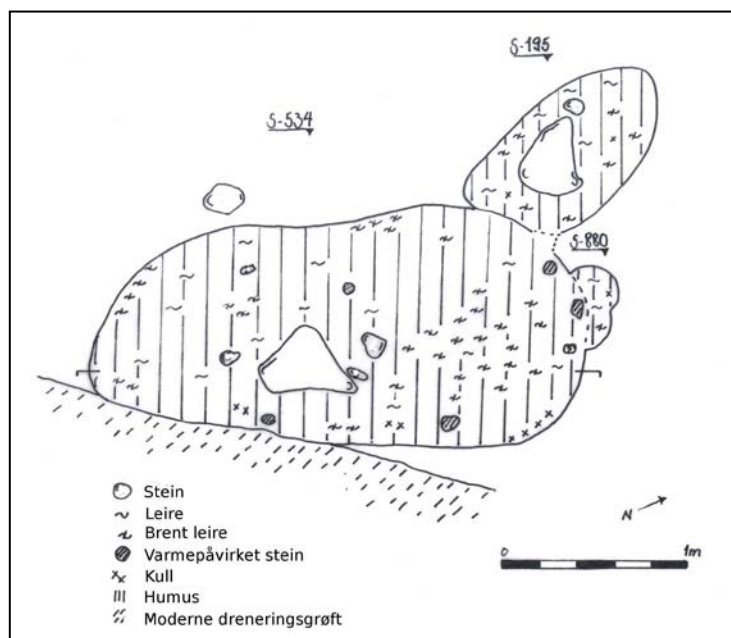 S-195
S-534
S-880
Stein
Leire
Brent leire
Varmepåvirket stein
Kull
Humus
Moderne dreneringsgrøft
N
0 1m